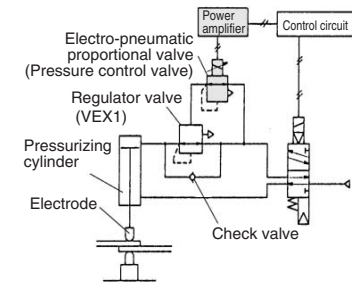 Power
amplifier
Control circuit
Electro-pneumatic
proportional valve
(Pressure control valve)
Regulator valve
(VEX1)
Pressurizing
cylinder
Electrode
Check valve